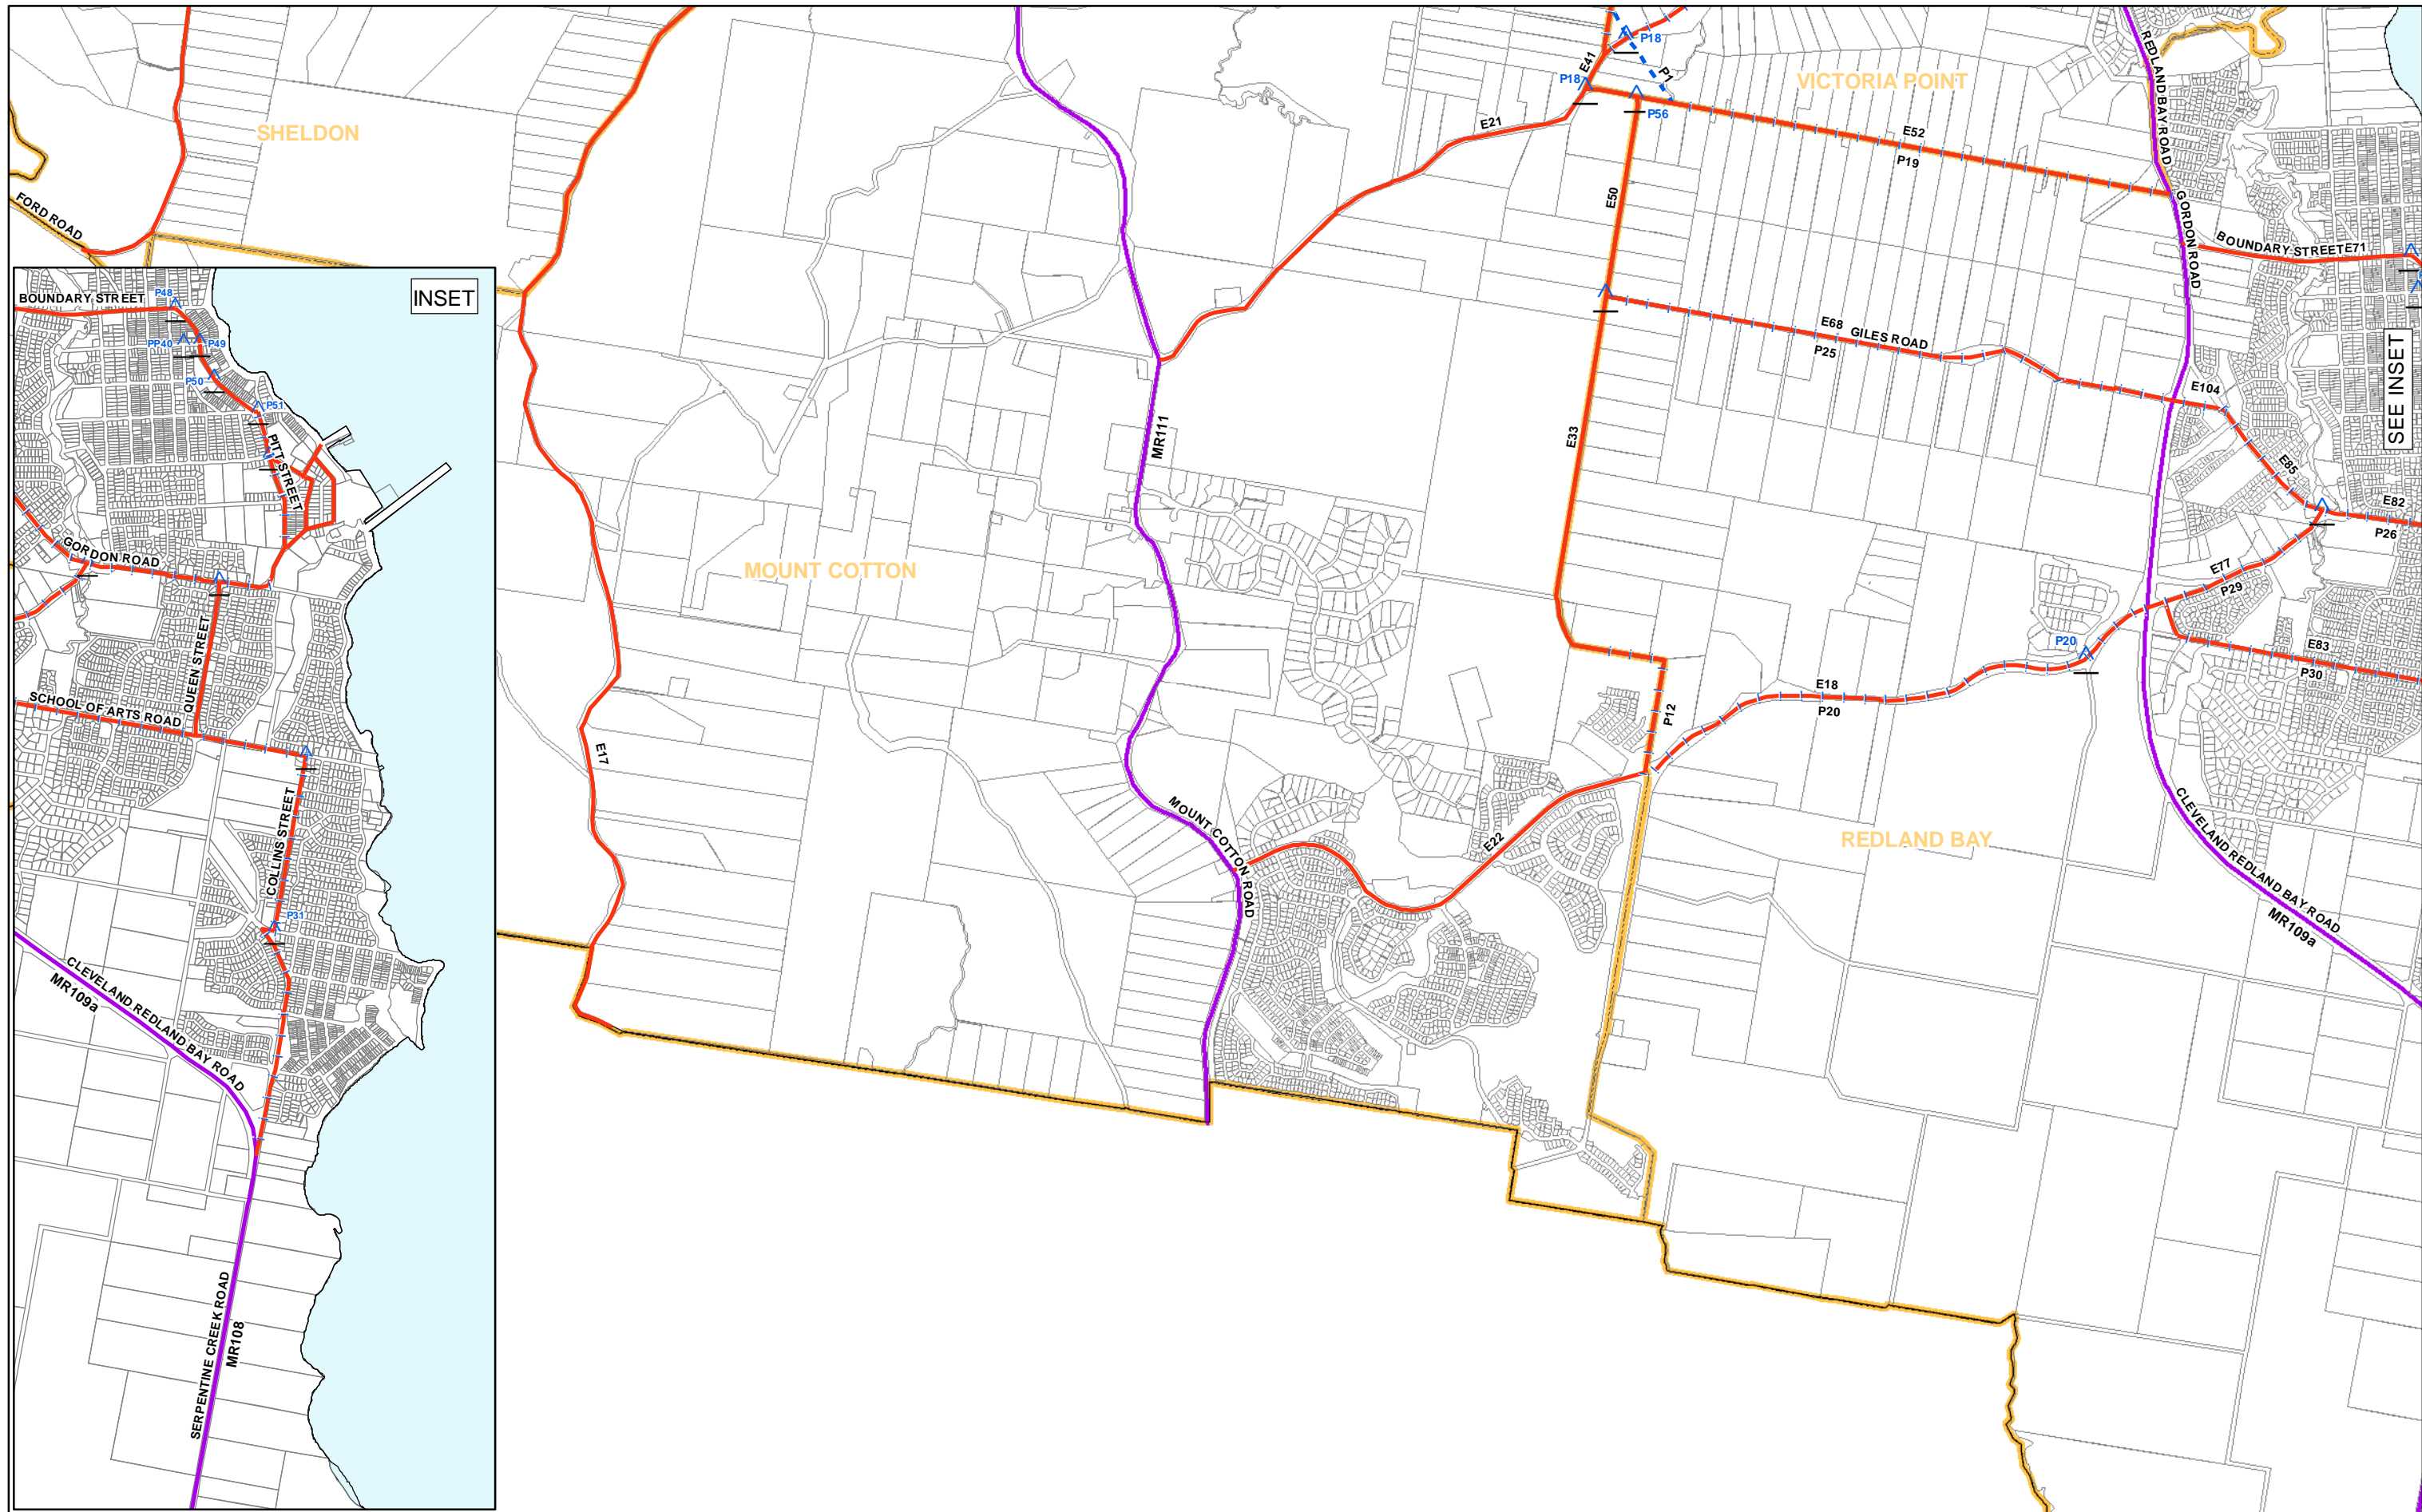 SHELDON
FORD ROAD
E41
P18
P18
P1
P56
VICTORIA POINT
REDLAND BAY ROAD
E21
E52
P19
E50
GORDON ROAD
BOUNDARY STREET E71
E68 GILES ROAD
P25
E104
SEE INSET
E33
MR111
E85
E82
P26
E77
P29
MOUNT COTTON
P20
E83
P30
E18
P20
P12
E17
MOUNT COTTON ROAD
E22
REDLAND BAY
CLEVELAND REDLAND BAY ROAD
MR109a
INSET
BOUNDARY STREET
P48
PP40
P49
P50
P51
PITT STREET
GORDON ROAD
QUEEN STREET
SCHOOL OF ARTS ROAD
COLLINS STREET
P31
CLEVELAND REDLAND BAY ROAD
MR109a
SERPENTINE CREEK ROAD
MR108